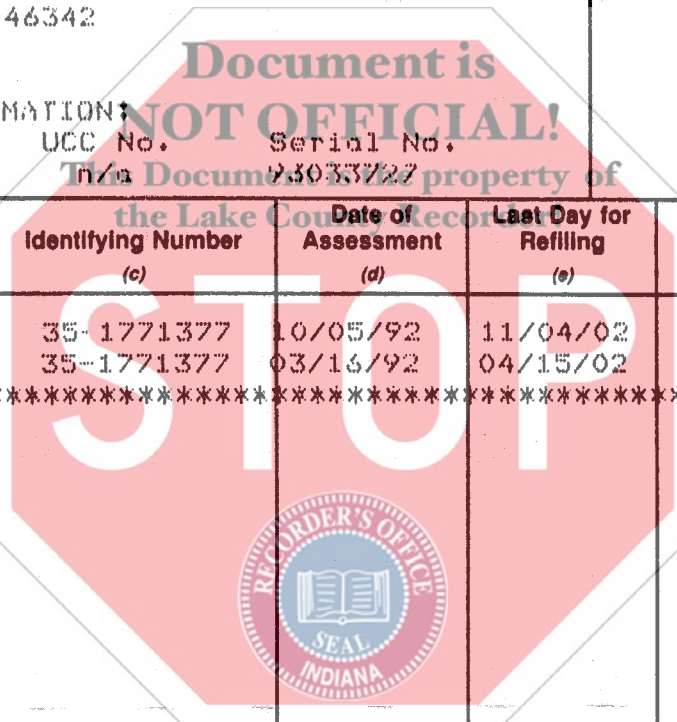 46342
Document is
MATION:
NOT OFFICIAL!
UCC No. Serial No.
This Document is the property of
n/a
the Lake County Recorder!
Identifying Number Date of Assessment Last Day for Refiling
(c) (d) (e)
35-1771377 10/05/92 11/04/02
35-1771377 03/16/92 04/15/02
STOP
RECORDER'S OFFICE
SEAL
INDIANA